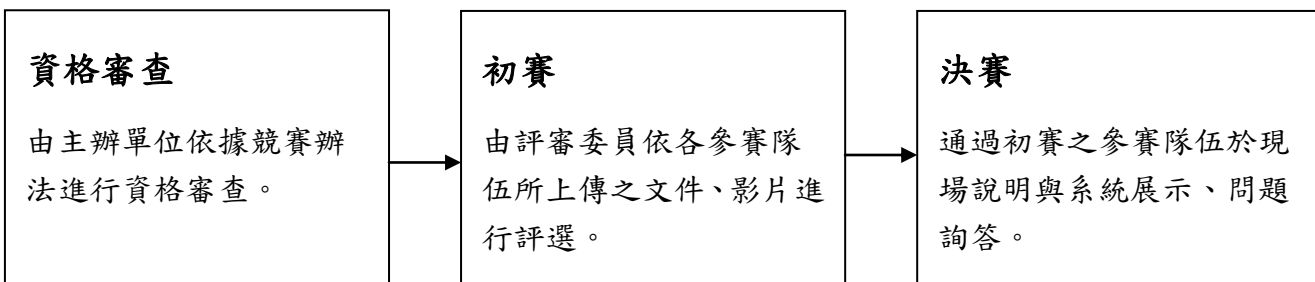 資格審查
由主辦單位依據競賽辦
法進行資格審查。
初賽
由評審委員依各參賽隊
伍所上傳之文件、影片進
行評選。
決賽
通過初賽之參賽隊伍於現
場說明與系統展示、問題
詢答。